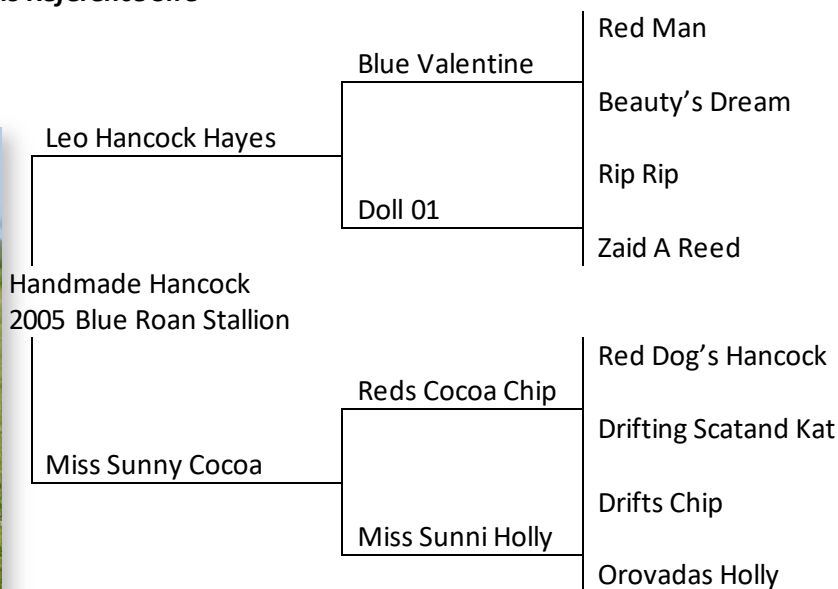 Reference Sire
Red Man
Blue Valentine
Beauty's Dream
Leo Hancock Hayes
Rip Rip
Doll 01
Zaid A Reed
Handmade Hancock
2005 Blue Roan Stallion
Red Dog's Hancock
Reds Cocoa Chip
Drifting Scatand Kat
Miss Sunny Cocoa
Drifts Chip
Miss Sunni Holly
Orovadas Holly